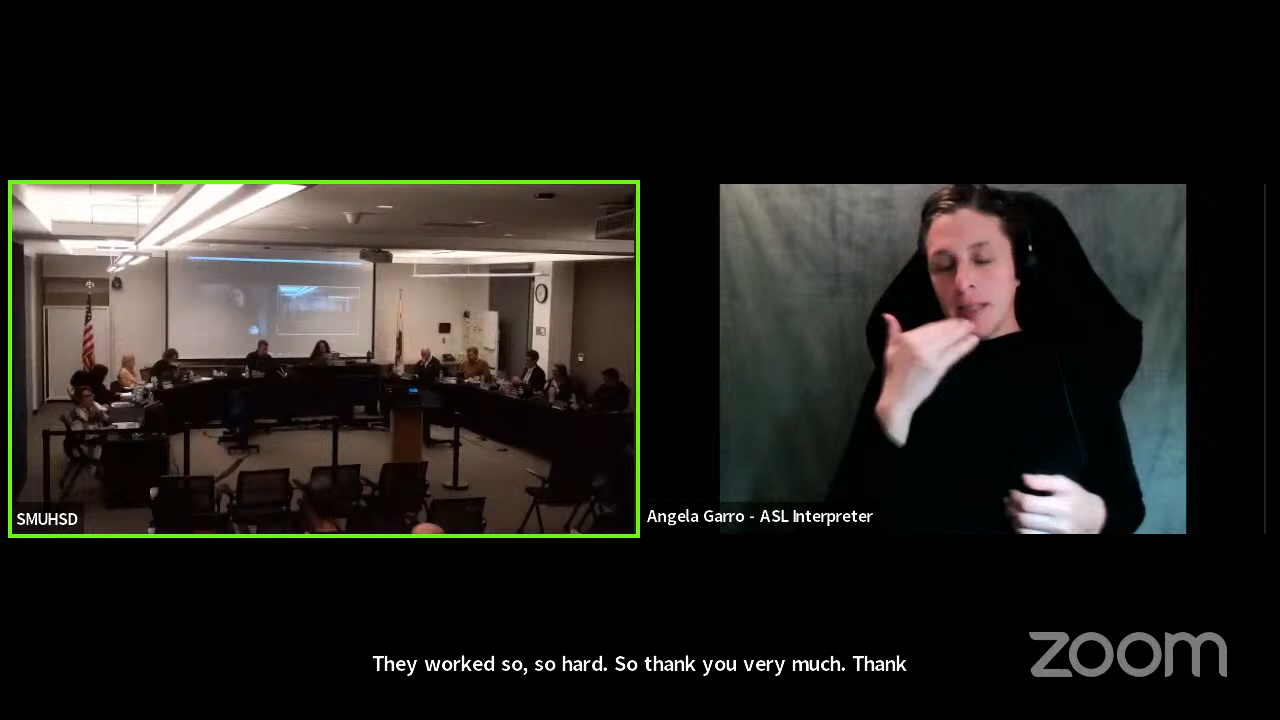 SMUHSD
Angela Garro - ASL Interpreter
They worked so, so hard. So thank you very much. Thank
zoom